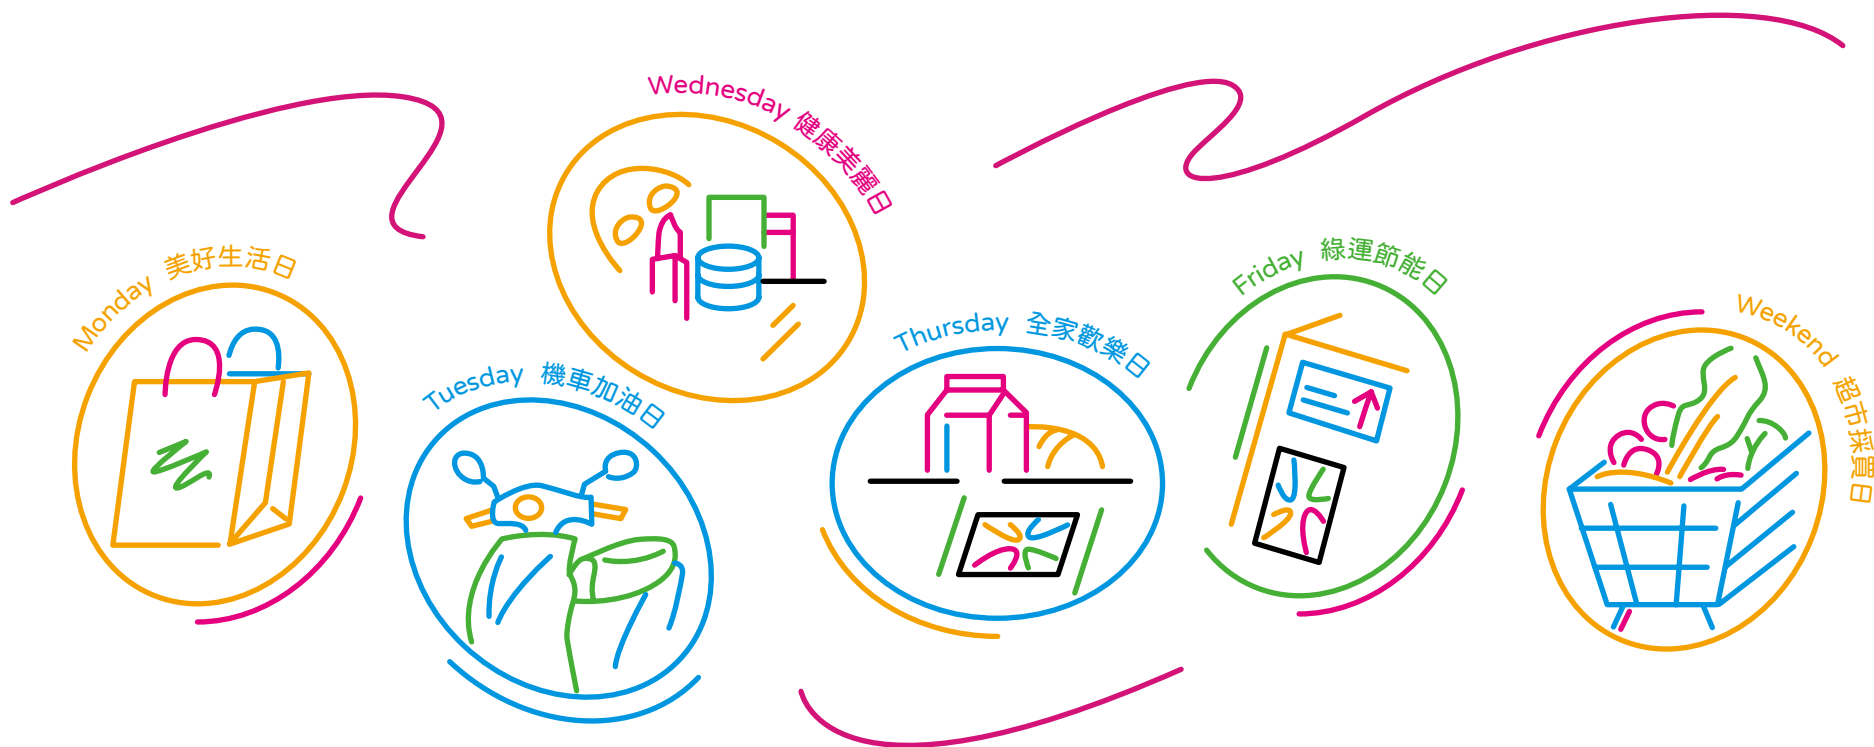 Monday 美好生活日
Tuesday 機車加油日
Wednesday 健康美麗日
Thursday 全家歡樂日
Friday 綠運節能日
Weekend 超市採買日